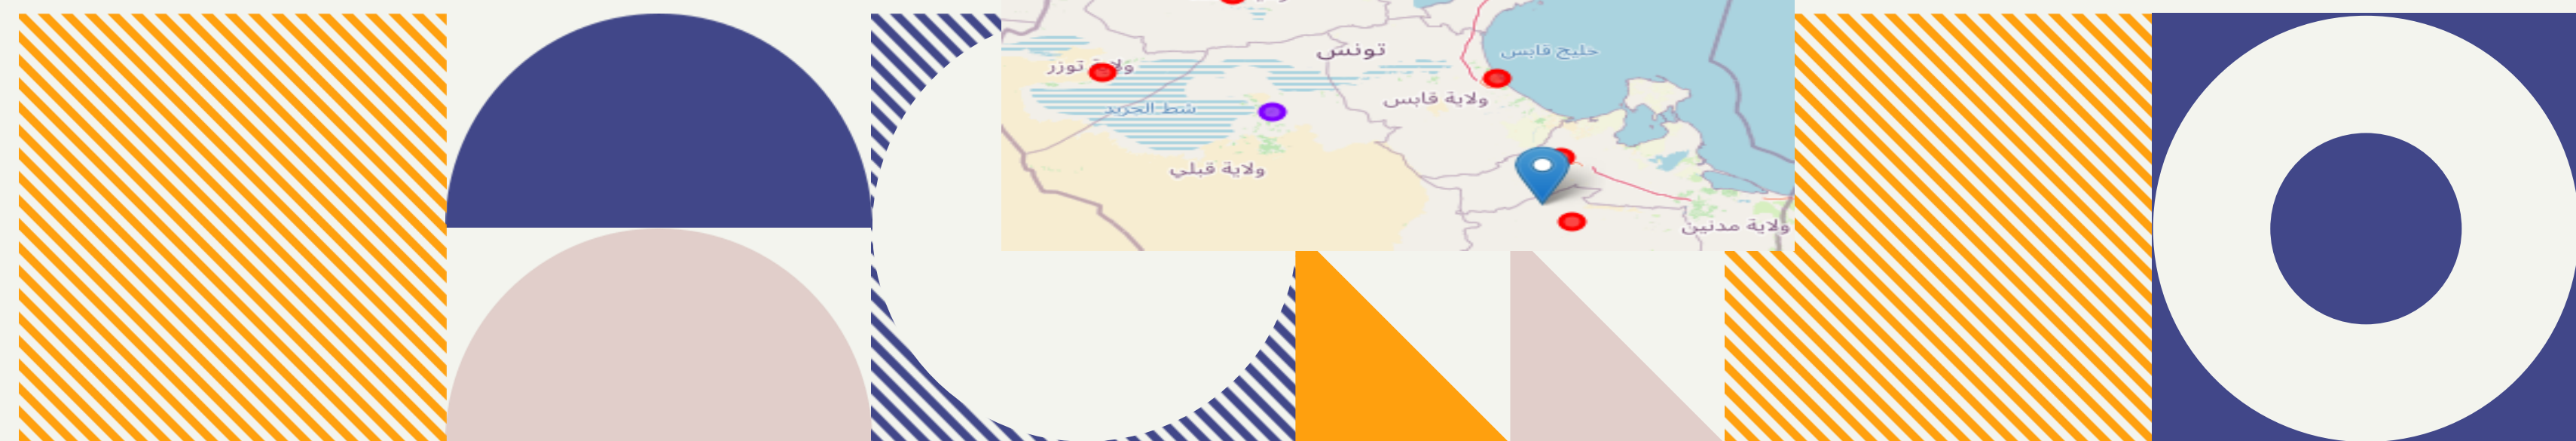 تونس
خليج قابس
ولاية توزر
ولاية قابس
شط الجريد
ولاية قبلي
ولاية مدنين